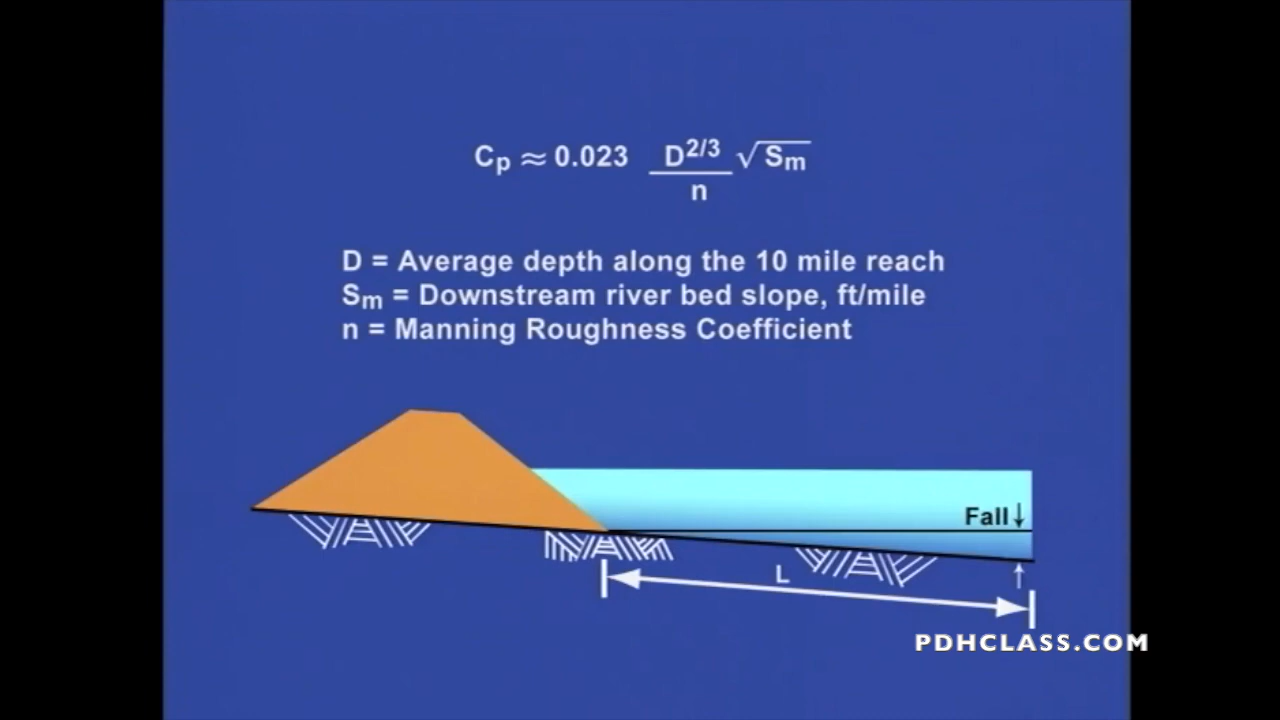 Cp ≈ 0.023 D^2/3 / n √Sm
D = Average depth along the 10 mile reach
Sm = Downstream river bed slope, ft/mile
n = Manning Roughness Coefficient
Fall↓
↑
L
PDHCLASS.COM